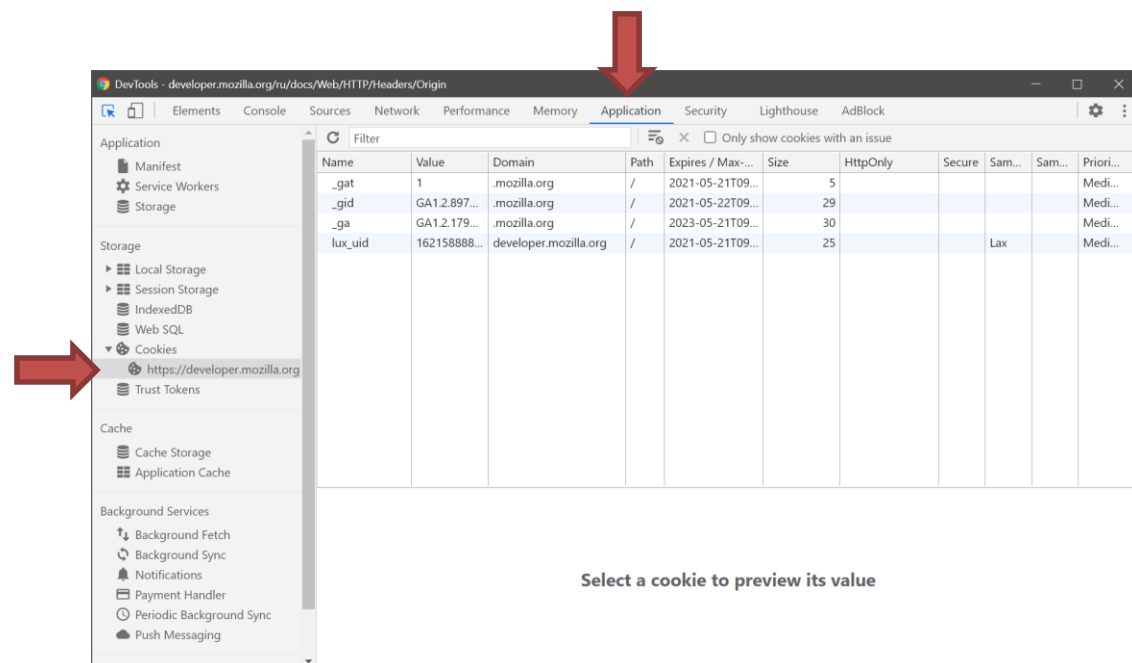 DevTools - developer.mozilla.org/ru/docs/Web/HTTP/Headers/Origin
Elements Console Sources Network Performance Memory Application Security Lighthouse AdBlock
Application
Manifest
Service Workers
Storage
Storage
Local Storage
Session Storage
IndexedDB
Web SQL
Cookies
https://developer.mozilla.org
Trust Tokens
Cache
Cache Storage
Application Cache
Background Services
Background Fetch
Background Sync
Notifications
Payment Handler
Periodic Background Sync
Push Messaging
Filter Only show cookies with an issue
Name Value Domain Path Expires / Max-... Size HttpOnly Secure Sam... Sam... Priori...
_gat 1 .mozilla.org / 2021-05-21T09... 5 Medi...
_gid GA1.2.897... .mozilla.org / 2021-05-22T09... 29 Medi...
_ga GA1.2.179... .mozilla.org / 2023-05-21T09... 30 Medi...
lux_uid 162158888... developer.mozilla.org / 2021-05-21T09... 25 Lax Medi...
Select a cookie to preview its value